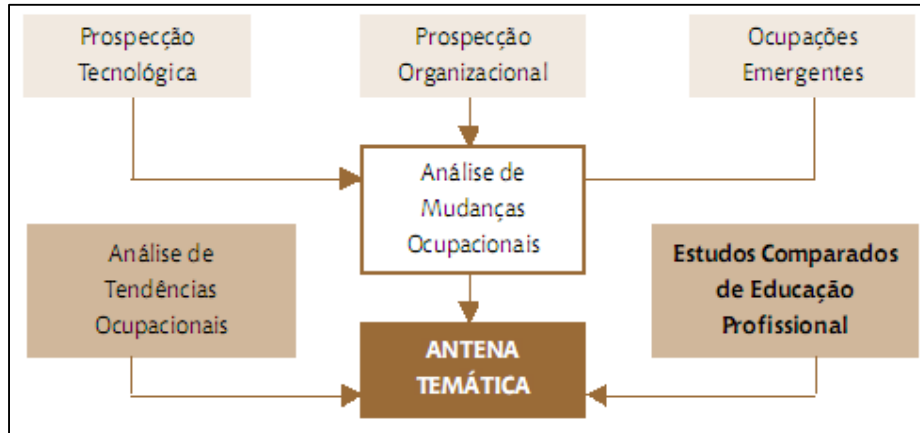 Prospecção
Tecnológica
Prospecção
Organizacional
Ocupações
Emergentes
Análise de
Mudanças
Ocupacionais
Análise de
Tendências
Ocupacionais
Estudos Comparados
de Educação
Profissional
ANTENA
TEMÁTICA